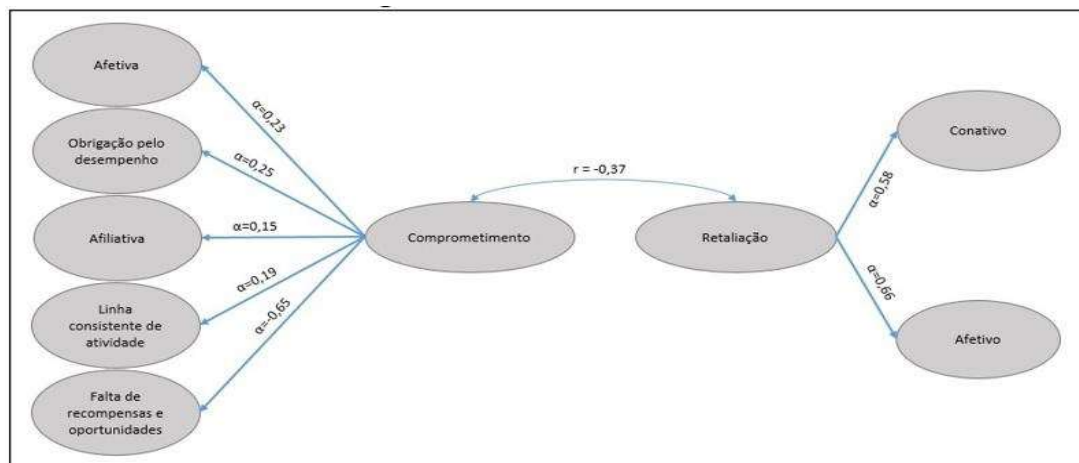 Afetiva
Obrigação pelo
desempenho
Afiliativa
Linha
consistente de
atividade
Falta de
recompensas e
oportunidades
α=0,23
α=0,25
α=0,15
α=0,19
α=-0,65
Comprometimento
r = -0,37
Retaliação
α=0,58
α=0,66
Conativo
Afetivo